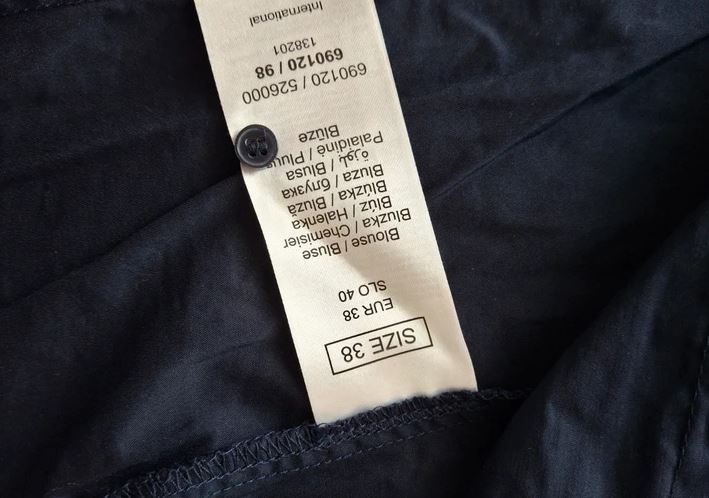 SIZE 38
EUR 38
SLO 40
Blouse / Bluse
Bluzka / Chemisier
Blúz / Halenka
Blúzka / Bluză
Bluza / блузка
بلوزة / Blusa
Palaidinė / Pluus
Blūze
690120 / 526000
690120 / 98
138201
International